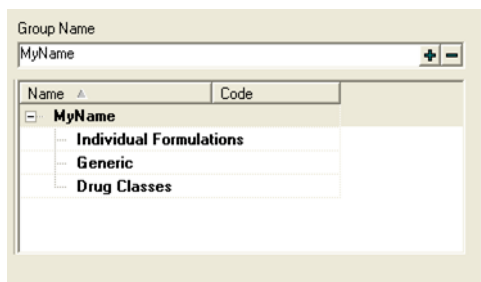 Group Name
MyName
Name Code
MyName
Individual Formulations
Generic
Drug Classes